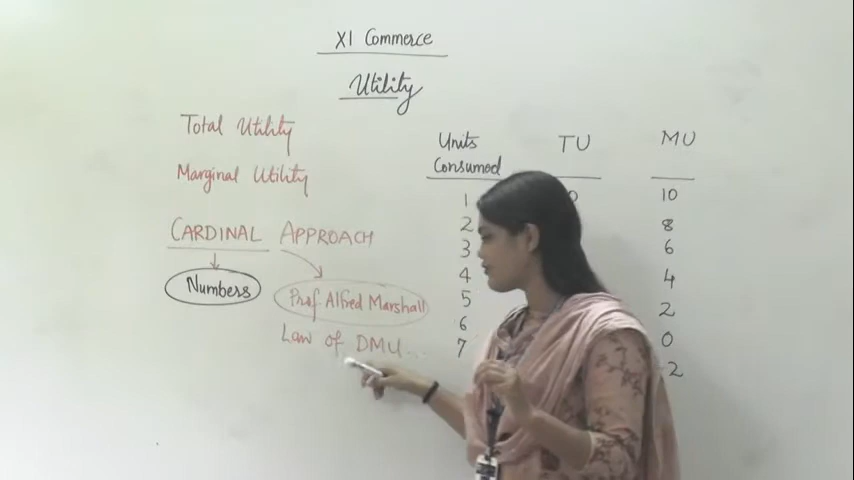 XI Commerce
Utility
Total Utility
Marginal Utility
CARDINAL APPROACH
Numbers
Prof. Alfred Marshall
Law of DMU...
Units Consumed TU MU
1 0 10
2 8
3 6
4 4
5 2
6 0
7 2